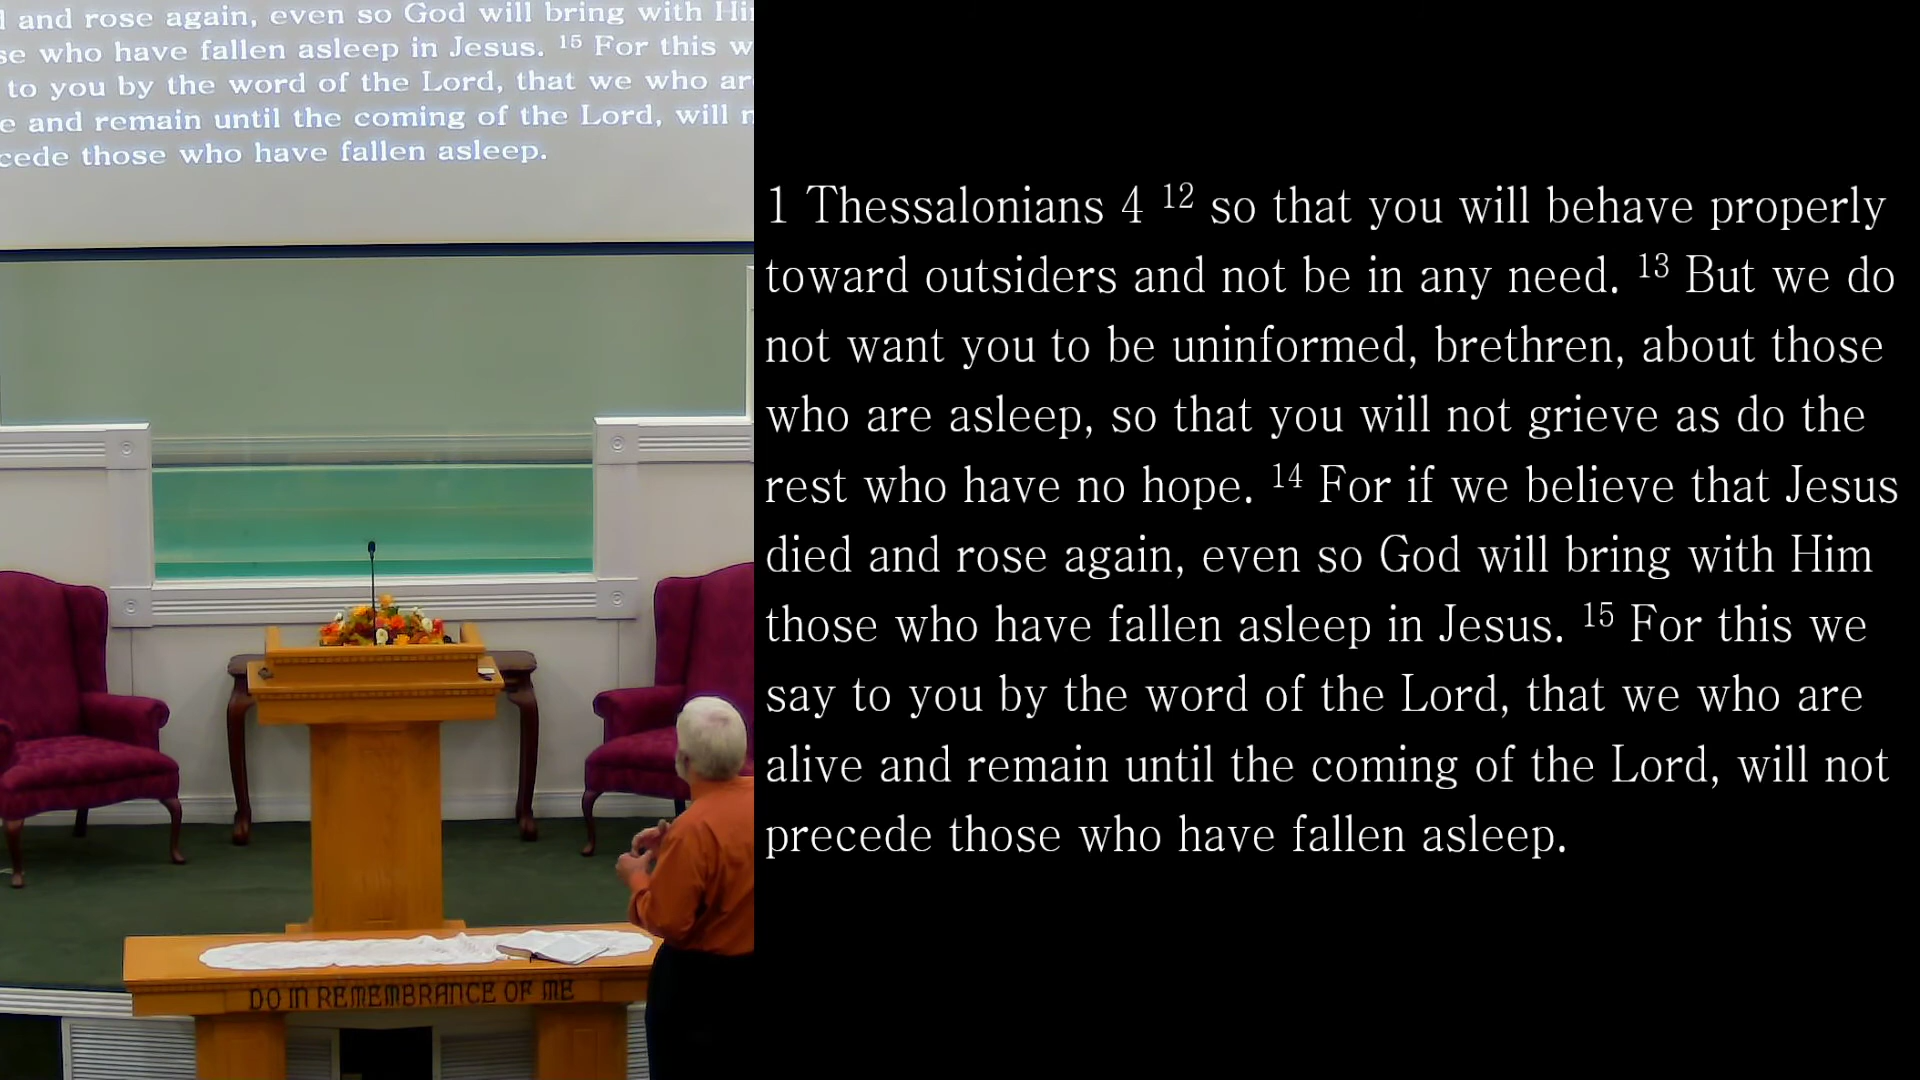 d and rose again, even so God will bring with Hi
se who have fallen asleep in Jesus. ¹⁵ For this w
to you by the word of the Lord, that we who ar
e and remain until the coming of the Lord, will n
cede those who have fallen asleep.
1 Thessalonians 4 ¹² so that you will behave properly
toward outsiders and not be in any need. ¹³ But we do
not want you to be uninformed, brethren, about those
who are asleep, so that you will not grieve as do the
rest who have no hope. ¹⁴ For if we believe that Jesus
died and rose again, even so God will bring with Him
those who have fallen asleep in Jesus. ¹⁵ For this we
say to you by the word of the Lord, that we who are
alive and remain until the coming of the Lord, will not
precede those who have fallen asleep.
DO IN REMEMBRANCE OF ME